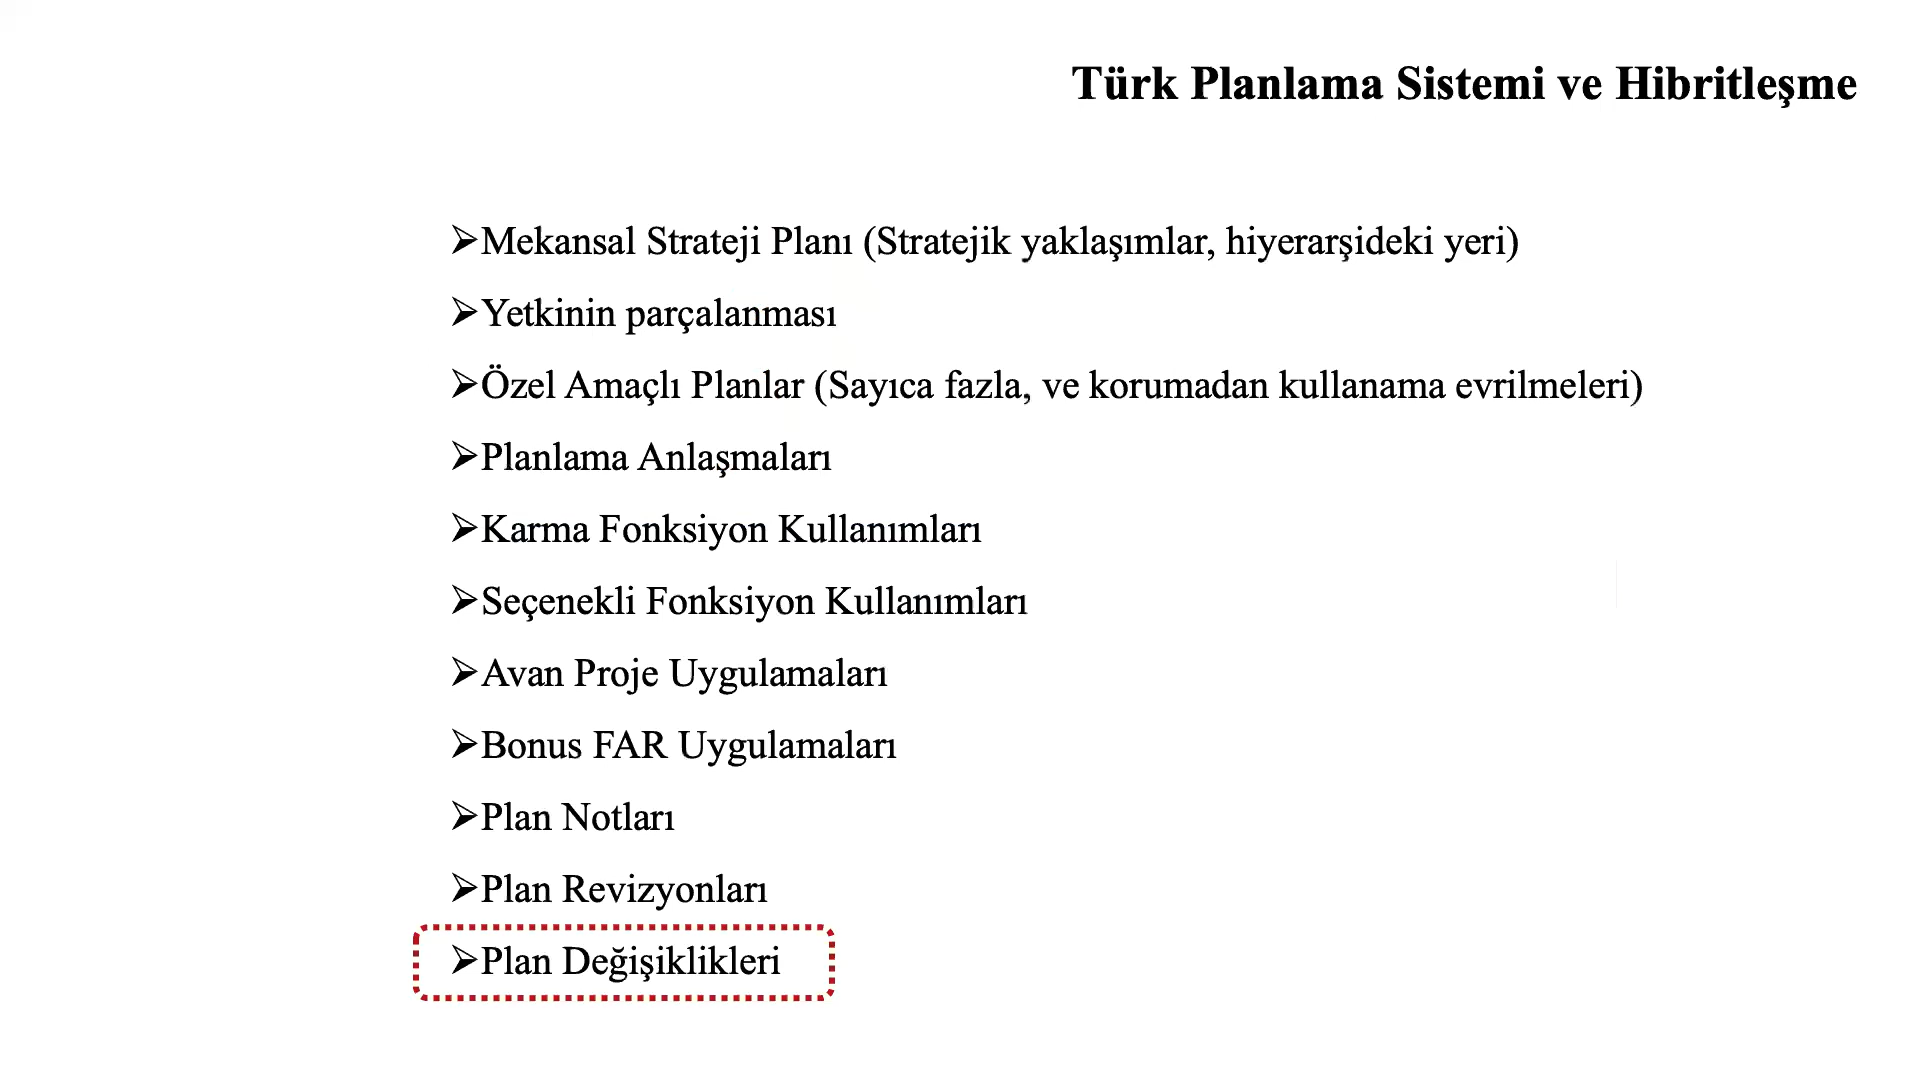 Türk Planlama Sistemi ve Hibritleşme
➢Mekansal Strateji Planı (Stratejik yaklaşımlar, hiyerarşideki yeri)
➢Yetkinin parçalanması
➢Özel Amaçlı Planlar (Sayıca fazla, ve korumadan kullanama evrilmeleri)
➢Planlama Anlaşmaları
➢Karma Fonksiyon Kullanımları
➢Seçenekli Fonksiyon Kullanımları
➢Avan Proje Uygulamaları
➢Bonus FAR Uygulamaları
➢Plan Notları
➢Plan Revizyonları
➢Plan Değişiklikleri